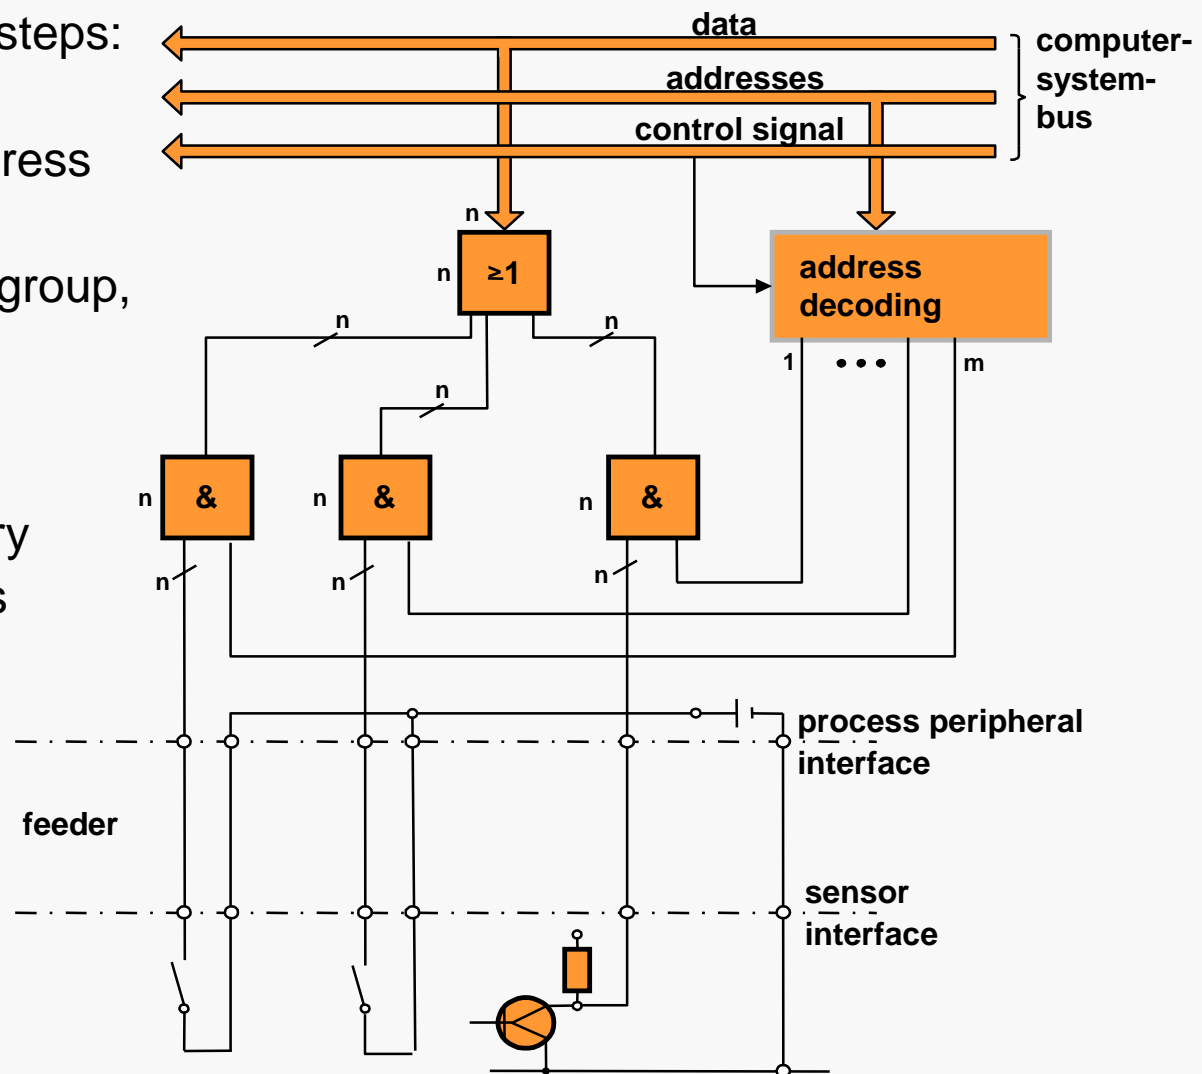 steps:
ress
group,
ry
s
data
addresses
control signal
computer-
system-
bus
n
n
≥1
address
decoding
n
n
n
1
•••
m
n
&
n
&
n
&
n
n
n
process peripheral
interface
feeder
sensor
interface